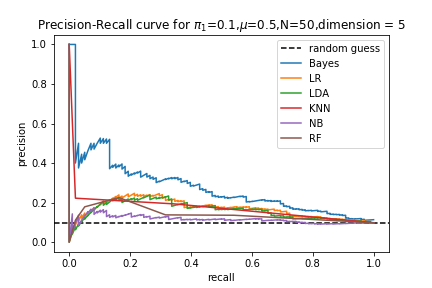 Precision-Recall curve for π₁=0.1,μ=0.5,N=50,dimension = 5
1.0
0.8
0.6
0.4
0.2
0.0
precision
random guess
Bayes
LR
LDA
KNN
NB
RF
0.0 0.2 0.4 0.6 0.8 1.0
recall